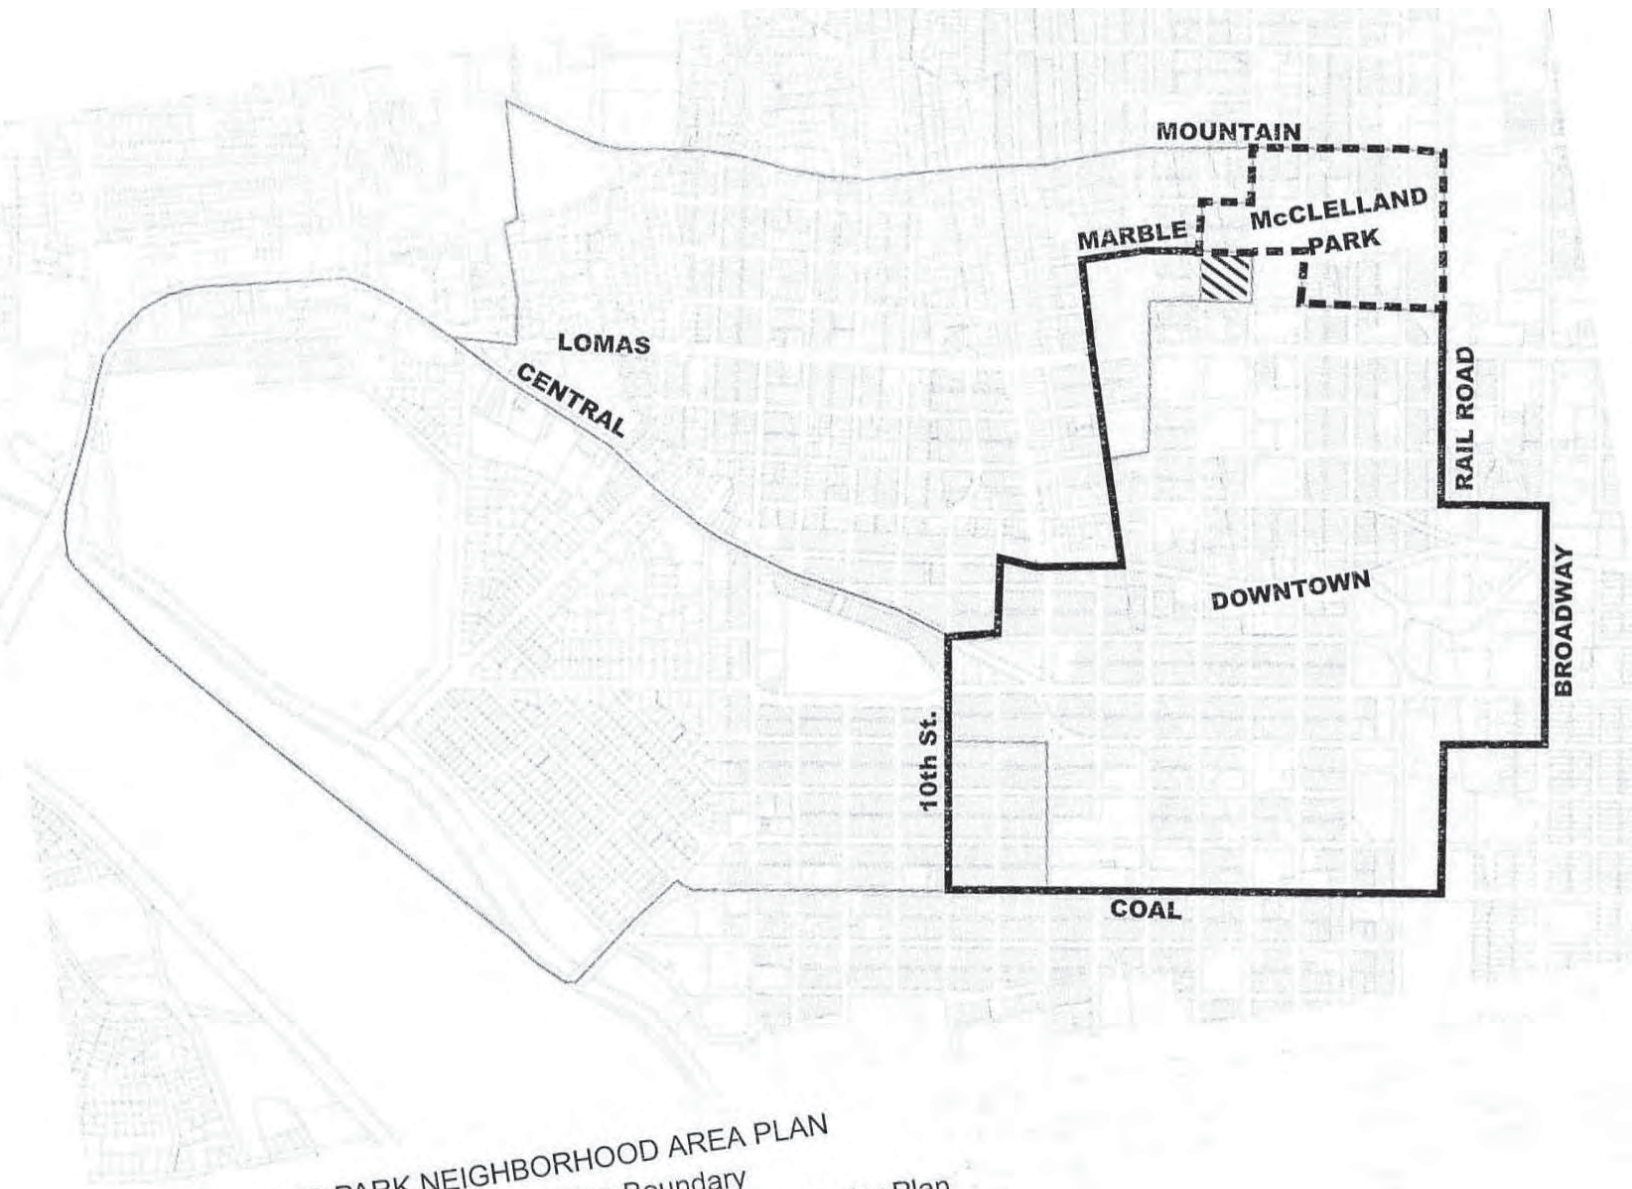 MOUNTAIN
McCLELLAND
PARK
MARBLE
LOMAS
CENTRAL
RAIL ROAD
DOWNTOWN
BROADWAY
10th St.
COAL
PARK NEIGHBORHOOD AREA PLAN
Boundary
Plan